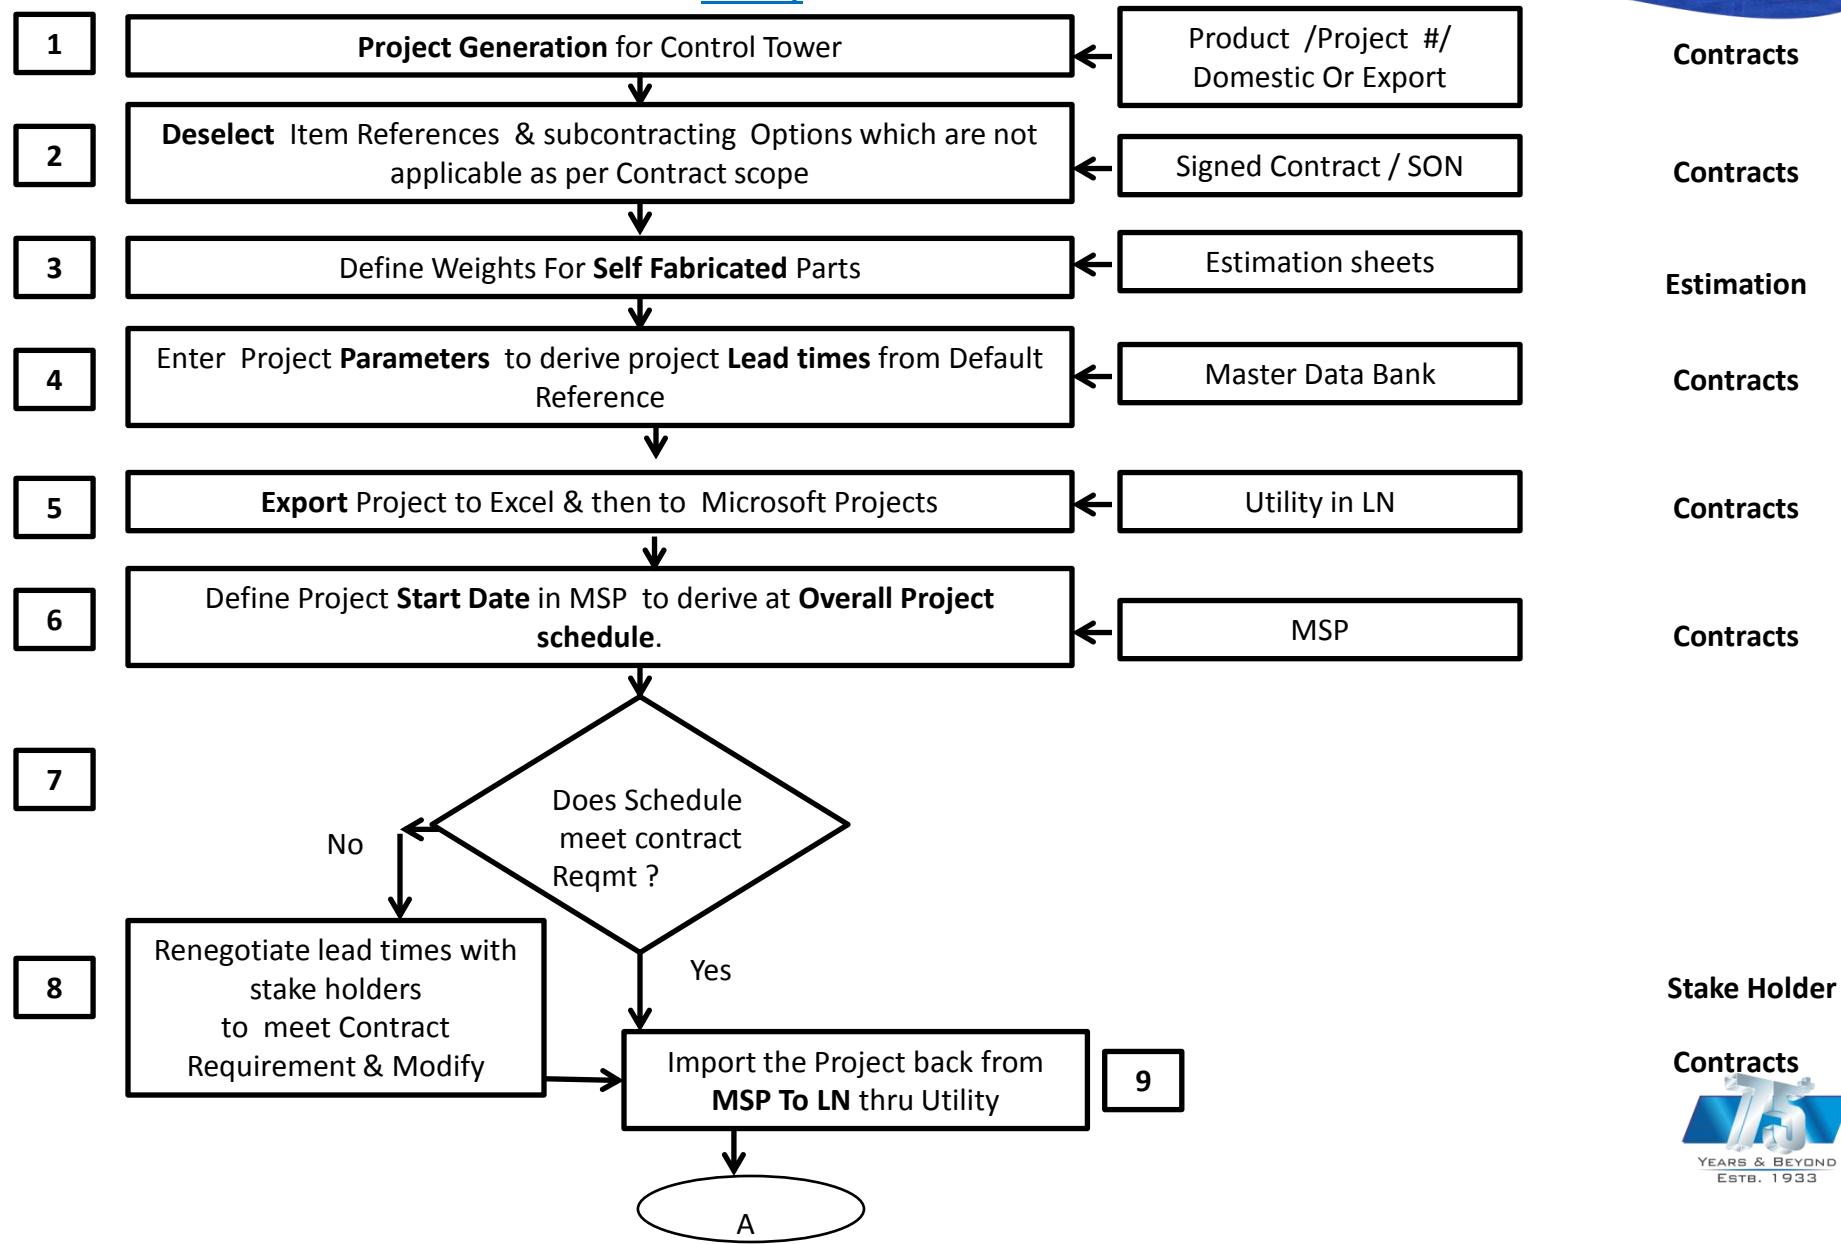 1
Project Generation for Control Tower
Product /Project #/
Domestic Or Export
Contracts
2
Deselect Item References & subcontracting Options which are not
applicable as per Contract scope
Signed Contract / SON
Contracts
3
Define Weights For Self Fabricated Parts
Estimation sheets
Estimation
4
Enter Project Parameters to derive project Lead times from Default
Reference
Master Data Bank
Contracts
5
Export Project to Excel & then to Microsoft Projects
Utility in LN
Contracts
6
Define Project Start Date in MSP to derive at Overall Project
schedule.
MSP
Contracts
7
Does Schedule
meet contract
Reqmt ?
No
Yes
8
Renegotiate lead times with
stake holders
to meet Contract
Requirement & Modify
Stake Holder
Import the Project back from
MSP To LN thru Utility
9
Contracts
A
75
YEARS & BEYOND
ESTB. 1933